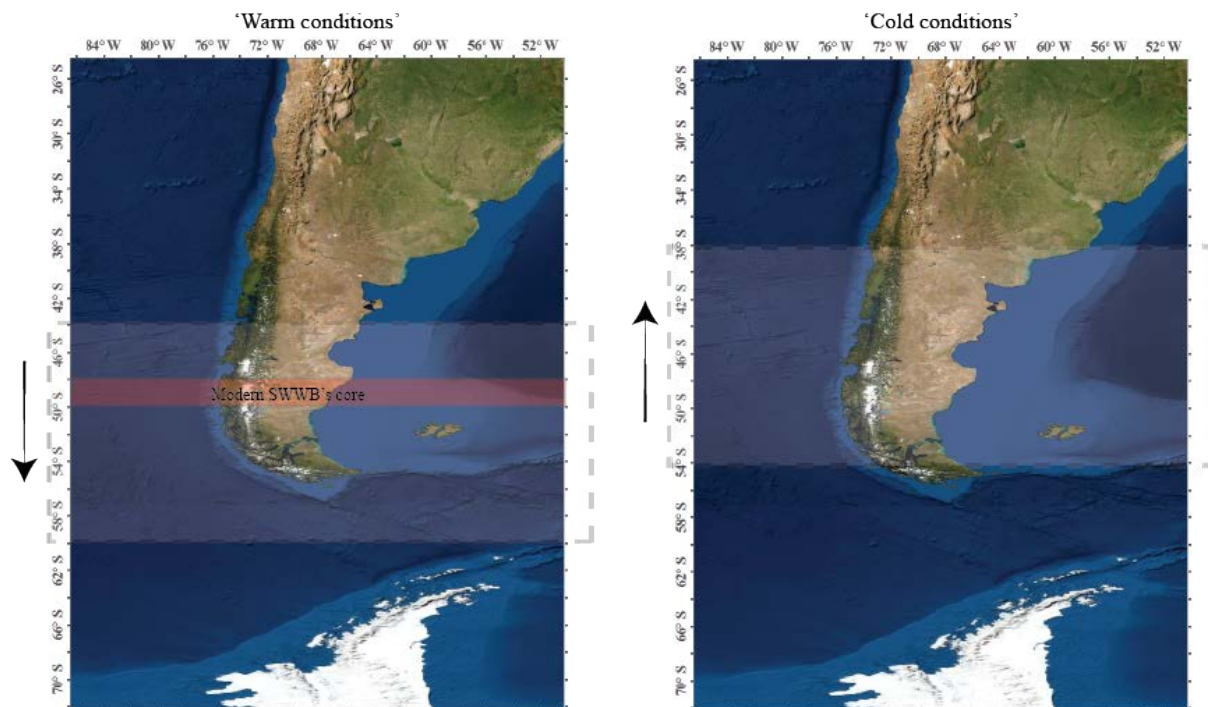 'Warm conditions'
84° W 80° W 76° W 72° W 68° W 64° W 60° W 56° W 52° W
26° S
30° S
34° S
38° S
42° S
46° S
50° S
54° S
58° S
62° S
66° S
70° S
Modern SWWB's core
'Cold conditions'
84° W 80° W 76° W 72° W 68° W 64° W 60° W 56° W 52° W
26° S
30° S
34° S
38° S
42° S
46° S
50° S
54° S
58° S
62° S
66° S
70° S